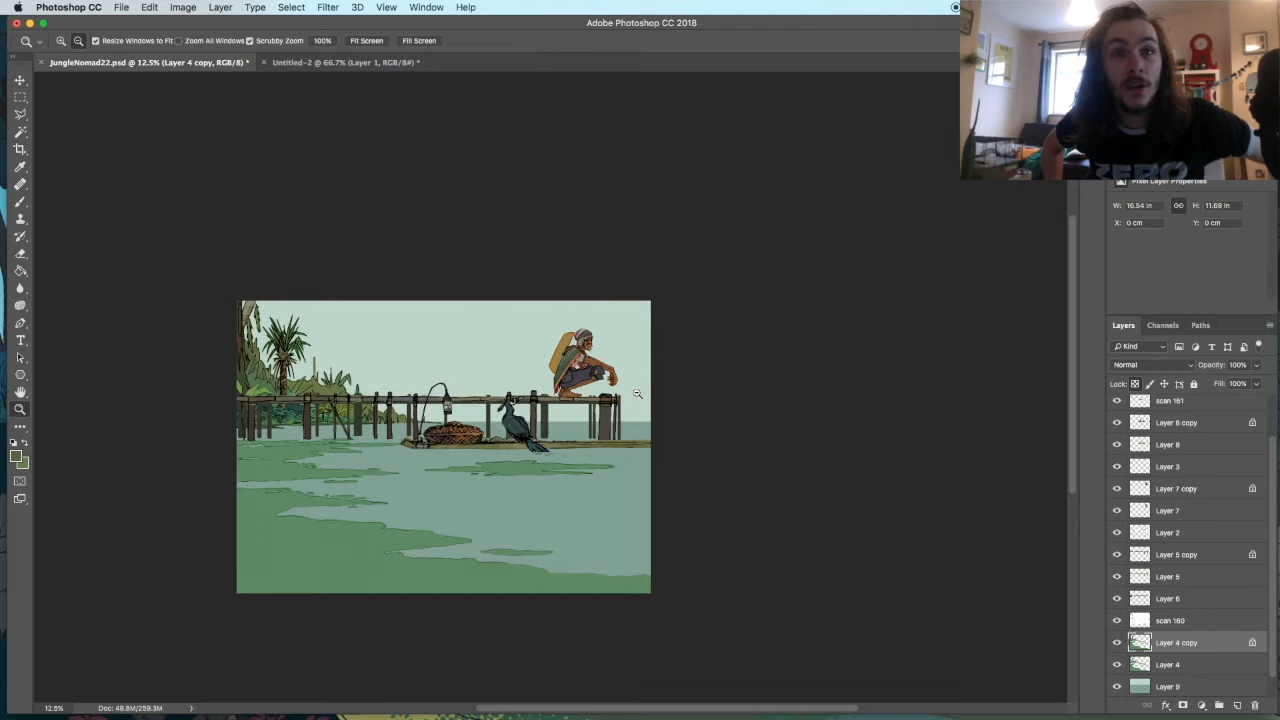 Photoshop CC File Edit Image Layer Type Select Filter 3D View Window Help
Adobe Photoshop CC 2018
Resize Windows to Fit Zoom All Windows Scrubby Zoom 100% Fit Screen Fill Screen
JungleNomad22.psd @ 12.5% (Layer 4 copy, RGB/8) * Untitled-2 @ 66.7% (Layer 1, RGB/8#) *
ZERO
Pixel Layer Properties
W: 16.54 in H: 11.69 in
X: 0 cm Y: 0 cm
Layers Channels Paths
Kind
Normal Opacity: 100%
Lock: Fill: 100%
scan 161
Layer 8 copy
Layer 8
Layer 3
Layer 7 copy
Layer 7
Layer 2
Layer 5 copy
Layer 5
Layer 6
scan 160
Layer 4 copy
Layer 4
Layer 9
12.5% Doc: 49.8M/259.3M